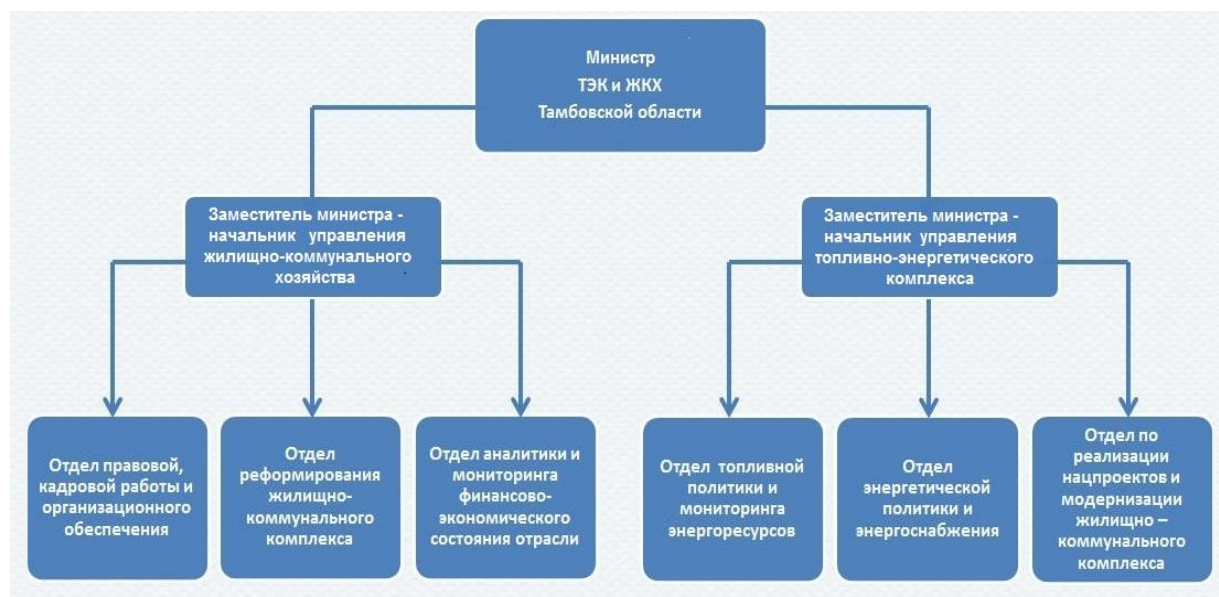 Министр
ТЭК и ЖКХ
Тамбовской области
Заместитель министра -
начальник управления
жилищно-коммунального
хозяйства
Заместитель министра -
начальник управления
топливно-энергетического
комплекса
Отдел правовой,
кадровой работы и
организационного
обеспечения
Отдел
реформирования
жилищно-
коммунального
комплекса
Отдел аналитики и
мониторинга
финансово-
экономического
состояния отрасли
Отдел топливной
политики и
мониторинга
энергоресурсов
Отдел
энергетической
политики и
энергоснабжения
Отдел по
реализации
нацпроектов и
модернизации
жилищно –
коммунального
комплекса